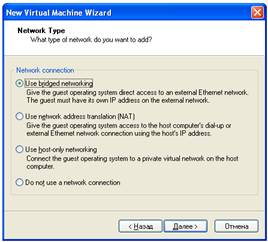 New Virtual Machine Wizard
Network Type
What type of network do you want to add?
Network connection
Use bridged networking
Give the guest operating system direct access to an external Ethernet network.
The guest must have its own IP address on the external network.
Use network address translation (NAT)
Give the guest operating system access to the host computer's dial-up or
external Ethernet network connection using the host's IP address.
Use host-only networking
Connect the guest operating system to a private virtual network on the host
computer.
Do not use a network connection
< Назад
Далее >
Отмена